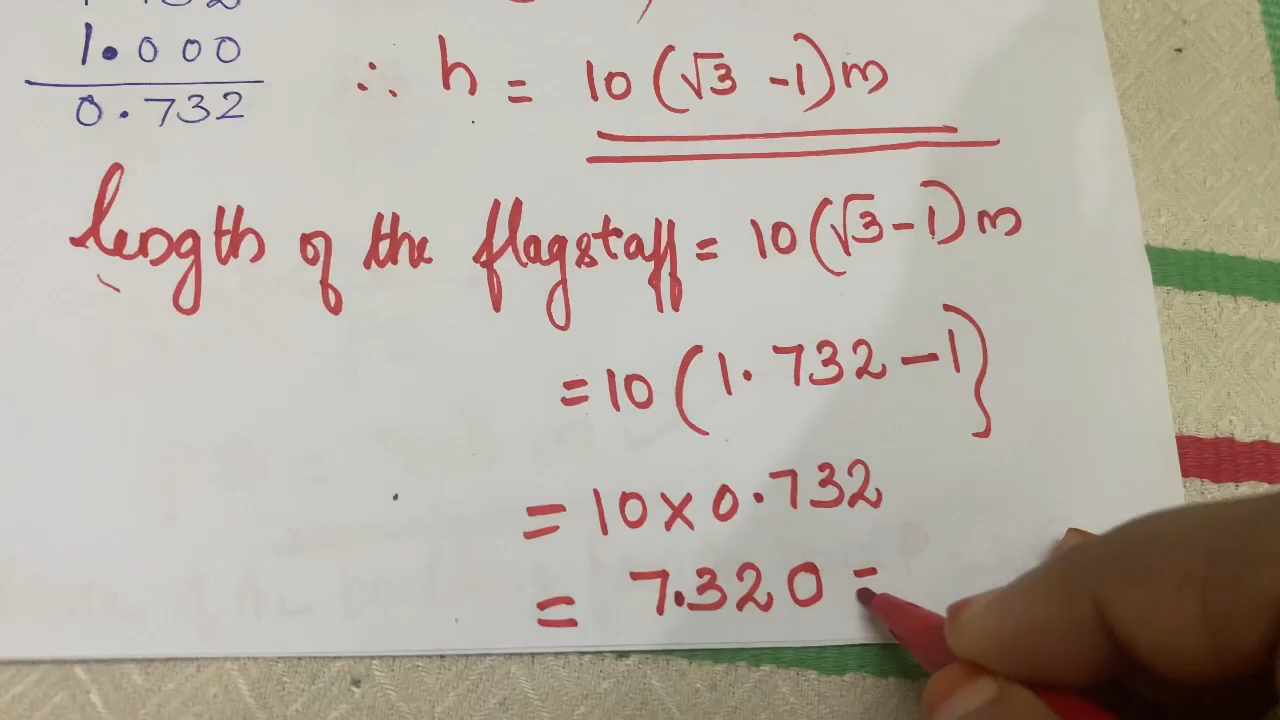 1.000
0.732
∴ h = 10(√3 -1)m
length of the flagstaff = 10(√3-1)m
=10(1.732-1)
= 10×0.732
= 7.320 =